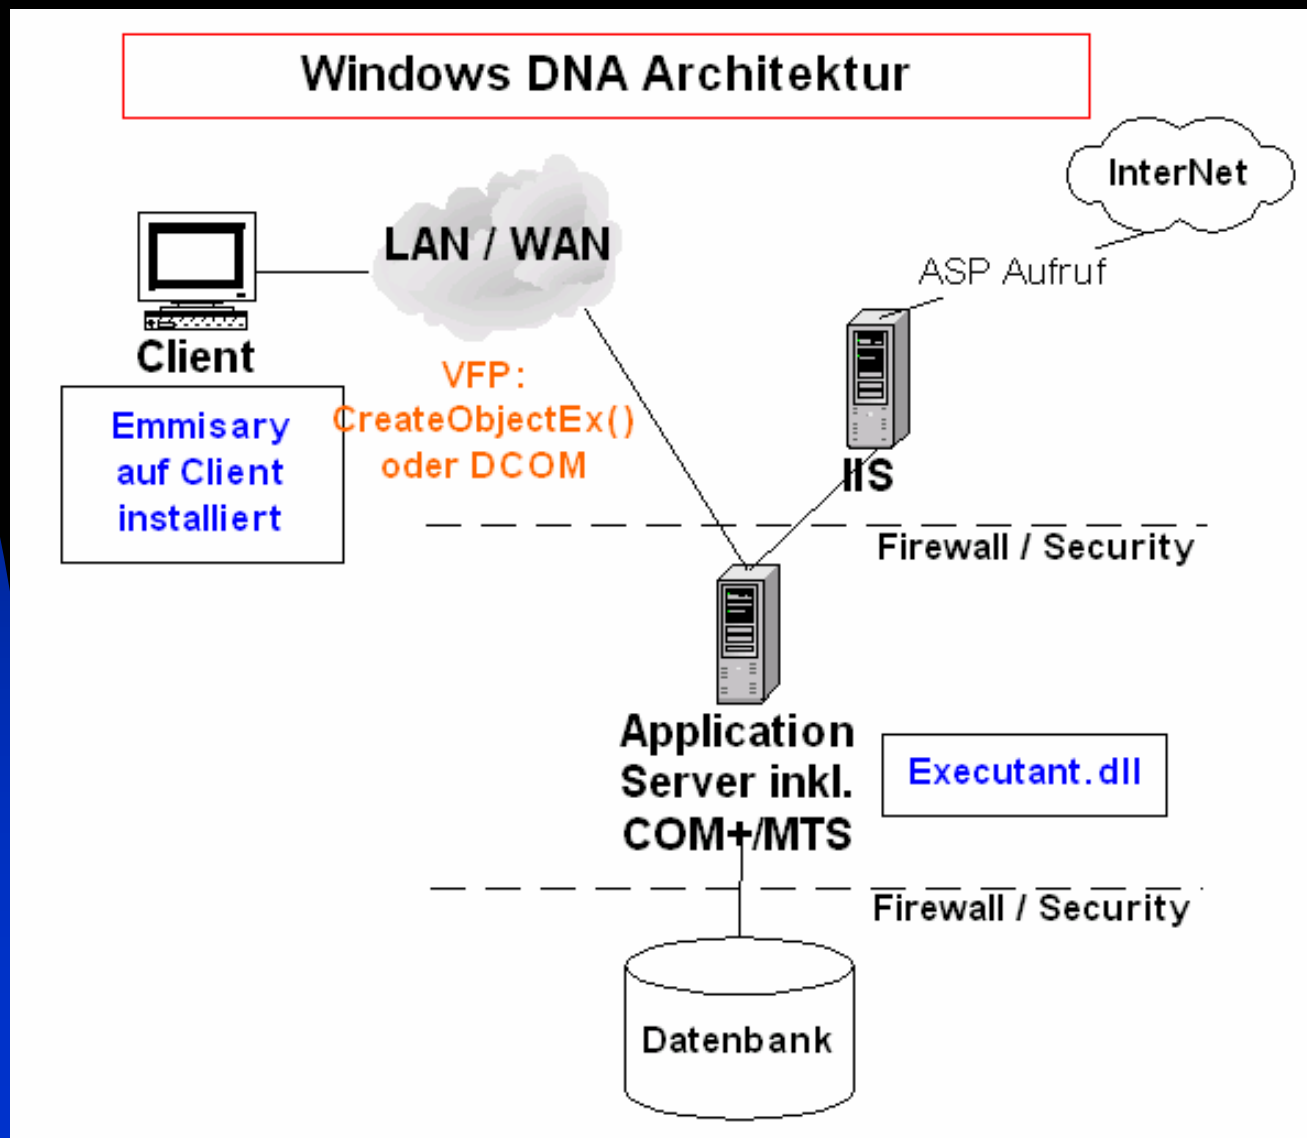 Windows DNA Architektur
InterNet
LAN / WAN
ASP Aufruf
Client
VFP:
CreateObjectEx()
oder DCOM
Emmisary
auf Client
installiert
IIS
Firewall / Security
Application
Server inkl.
COM+/MTS
Executant.dll
Firewall / Security
Datenbank